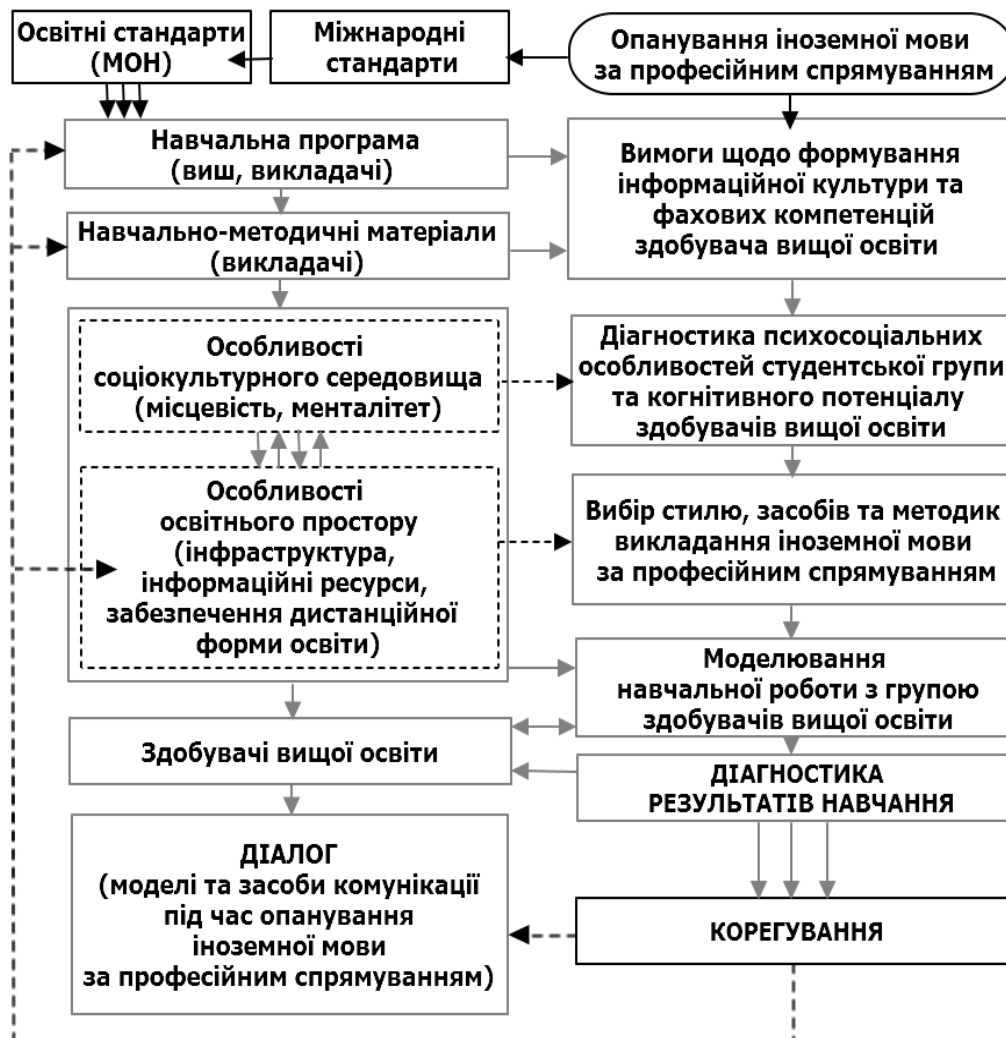 Освітні стандарти
(МОН)
Міжнародні
стандарти
Опанування іноземної мови
за професійним спрямуванням
Навчальна програма
(виш, викладачі)
Вимоги щодо формування
інформаційної культури та
фахових компетенцій
здобувача вищої освіти
Навчально-методичні матеріали
(викладачі)
Особливості
соціокультурного середовища
(місцевість, менталітет)
Діагностика психосоціальних
особливостей студентської групи
та когнітивного потенціалу
здобувачів вищої освіти
Особливості
освітнього простору
(інфраструктура,
інформаційні ресурси,
забезпечення дистанційної
форми освіти)
Вибір стилю, засобів та методик
викладання іноземної мови
за професійним спрямуванням
Моделювання
навчальної роботи з групою
здобувачів вищої освіти
Здобувачі вищої освіти
ДІАГНОСТИКА
РЕЗУЛЬТАТІВ НАВЧАННЯ
ДІАЛОГ
(моделі та засоби комунікації
під час опанування
іноземної мови
за професійним спрямуванням)
КОРЕГУВАННЯ